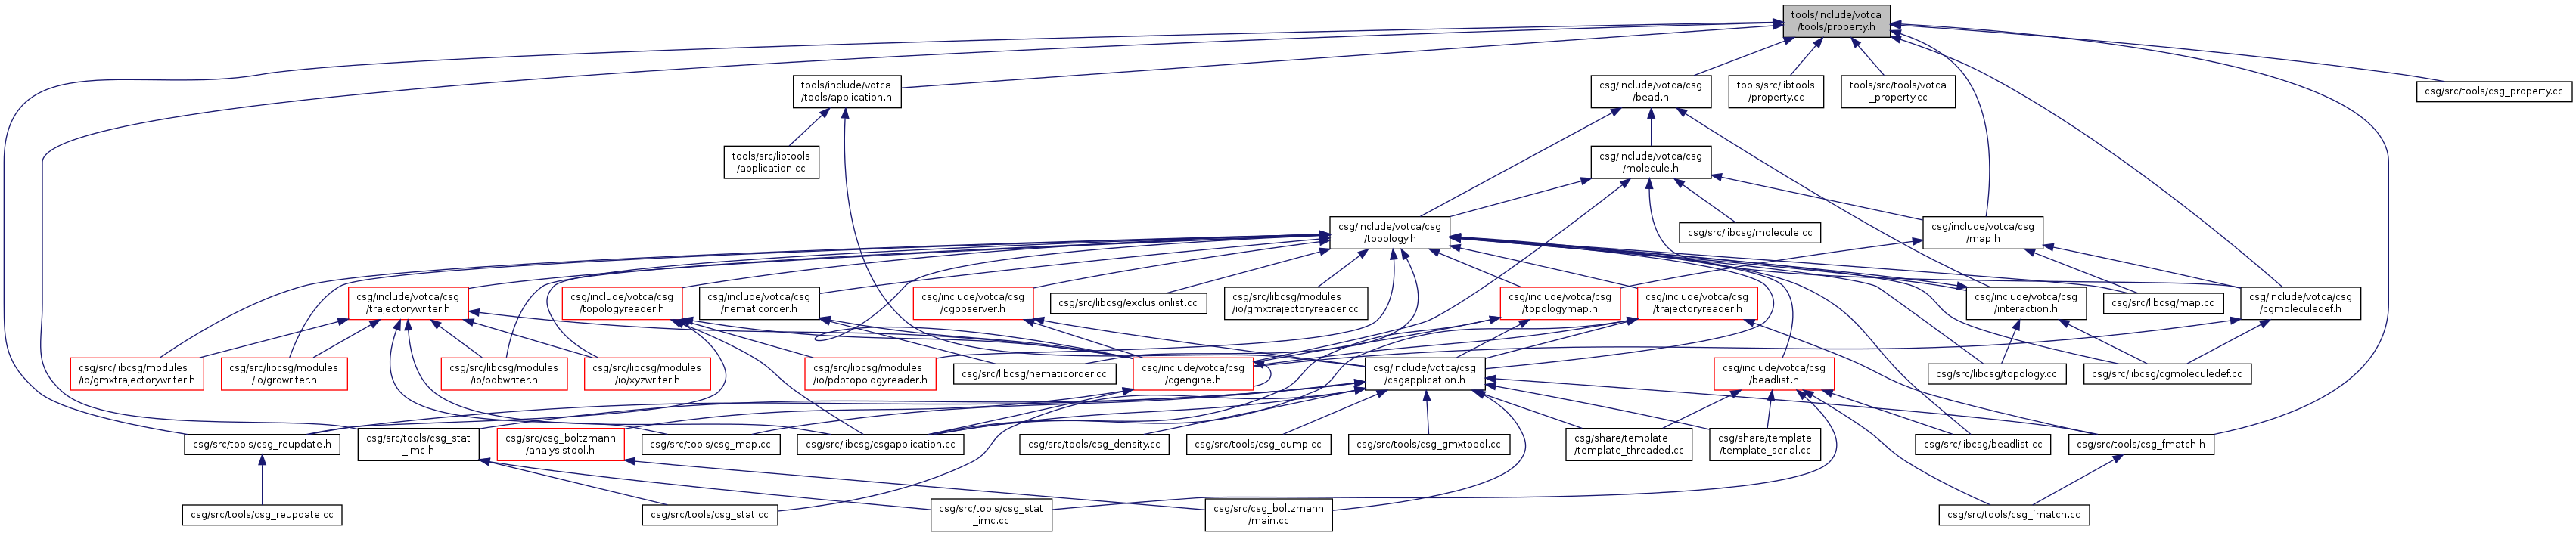 tools/include/votca
/tools/property.h
tools/include/votca
/tools/application.h
csg/include/votca/csg
/bead.h
tools/src/libtools
/property.cc
tools/src/tools/votca
_property.cc
csg/src/tools/csg_property.cc
tools/src/libtools
/application.cc
csg/include/votca/csg
/molecule.h
csg/include/votca/csg
/topology.h
csg/src/libcsg/molecule.cc
csg/include/votca/csg
/map.h
csg/include/votca/csg
/trajectorywriter.h
csg/include/votca/csg
/topologyreader.h
csg/include/votca/csg
/nematicorder.h
csg/include/votca/csg
/cgobserver.h
csg/src/libcsg/exclusionlist.cc
csg/src/libcsg/modules
/io/gmxtrajectoryreader.cc
csg/include/votca/csg
/topologymap.h
csg/include/votca/csg
/trajectoryreader.h
csg/include/votca/csg
/interaction.h
csg/src/libcsg/map.cc
csg/include/votca/csg
/cgmoleculedef.h
csg/src/libcsg/modules
/io/gmxtrajectorywriter.h
csg/src/libcsg/modules
/io/growriter.h
csg/src/libcsg/modules
/io/pdbwriter.h
csg/src/libcsg/modules
/io/xyzwriter.h
csg/src/libcsg/modules
/io/pdbtopologyreader.h
csg/src/libcsg/nematicorder.cc
csg/include/votca/csg
/cgengine.h
csg/include/votca/csg
/csgapplication.h
csg/include/votca/csg
/beadlist.h
csg/src/libcsg/topology.cc
csg/src/libcsg/cgmoleculedef.cc
csg/src/tools/csg_reupdate.h
csg/src/tools/csg_stat
_imc.h
csg/src/csg_boltzmann
/analysistool.h
csg/src/tools/csg_map.cc
csg/src/libcsg/csgapplication.cc
csg/src/tools/csg_density.cc
csg/src/tools/csg_dump.cc
csg/src/tools/csg_gmxtopol.cc
csg/share/template
/template_threaded.cc
csg/share/template
/template_serial.cc
csg/src/libcsg/beadlist.cc
csg/src/tools/csg_fmatch.h
csg/src/tools/csg_reupdate.cc
csg/src/tools/csg_stat.cc
csg/src/tools/csg_stat
_imc.cc
csg/src/csg_boltzmann
/main.cc
csg/src/tools/csg_fmatch.cc